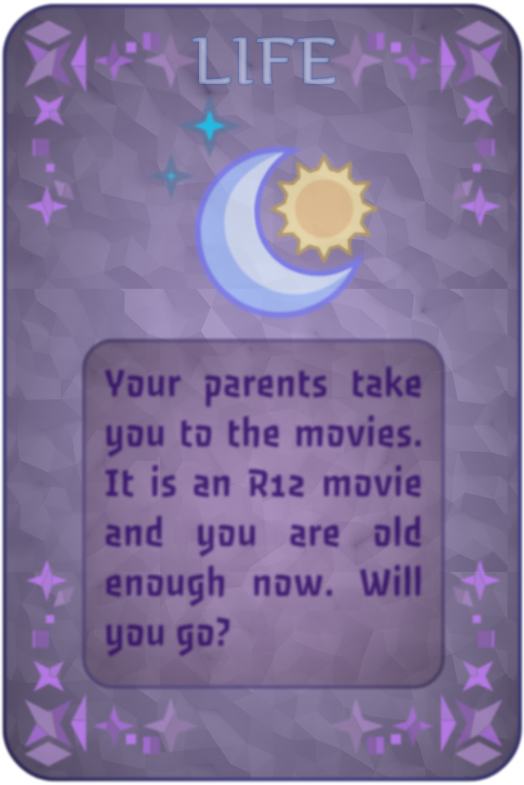 LIFE
Your parents take
you to the movies.
It is an R12 movie
and you are old
enough now. Will
you go?